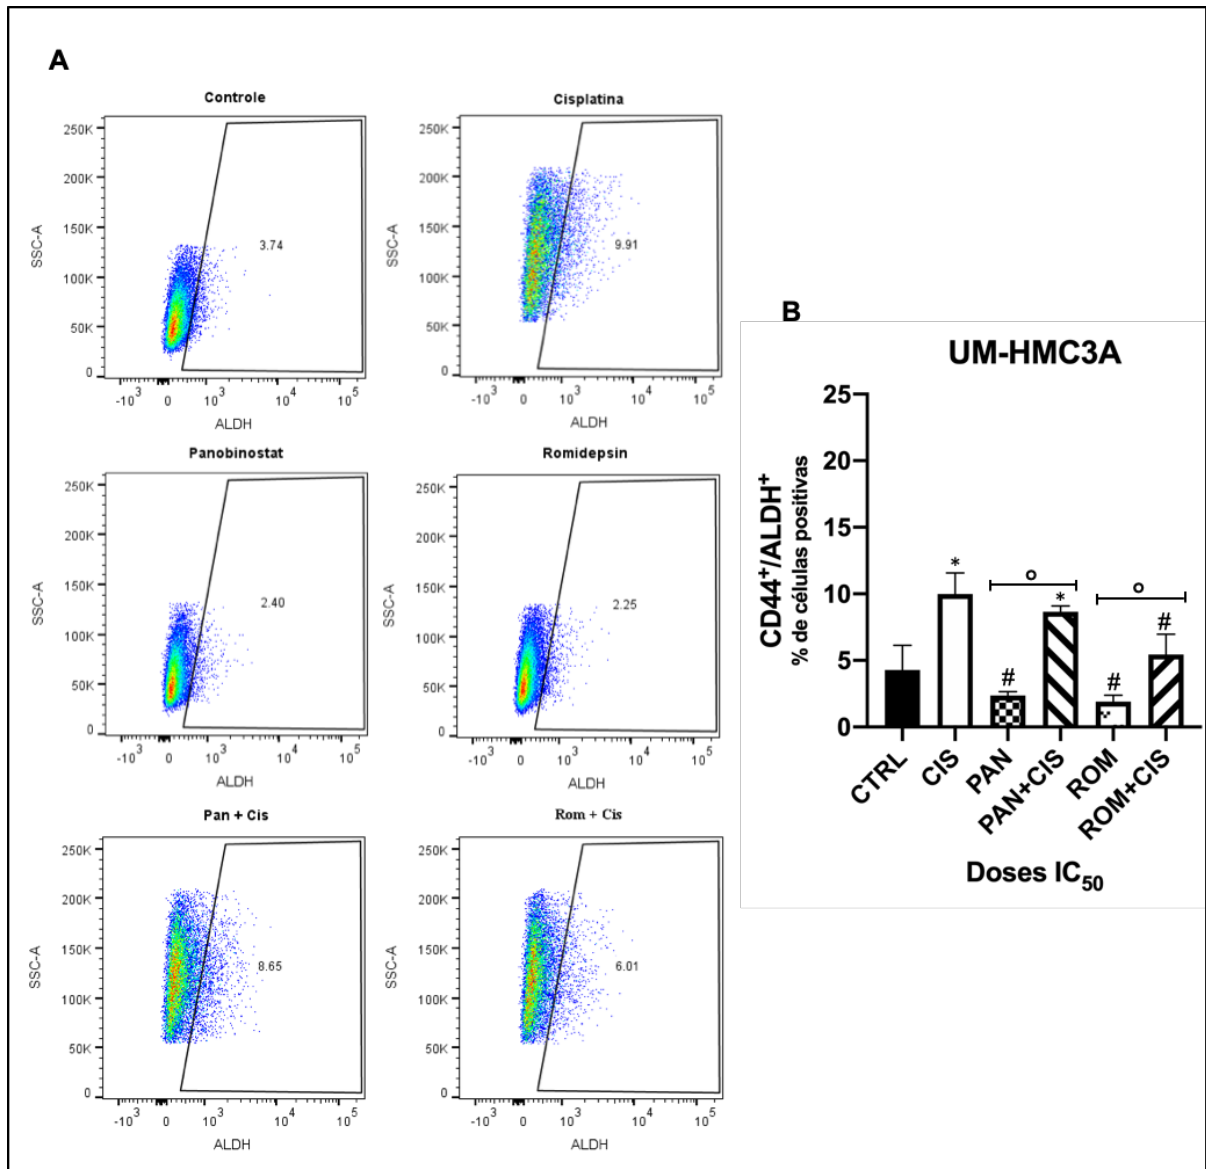 A
Controle
250K
200K
150K
100K
50K
0
SSC-A
3.74
-10³ 0 10³ 10⁴ 10⁵
ALDH
Cisplatina
250K
200K
150K
100K
50K
0
SSC-A
9.91
-10³ 0 10³ 10⁴ 10⁵
ALDH
Panobinostat
250K
200K
150K
100K
50K
0
SSC-A
2.40
-10³ 0 10³ 10⁴ 10⁵
ALDH
Romidepsin
250K
200K
150K
100K
50K
0
SSC-A
2.25
-10³ 0 10³ 10⁴ 10⁵
ALDH
Pan + Cis
250K
200K
150K
100K
50K
0
SSC-A
8.65
-10³ 0 10³ 10⁴ 10⁵
ALDH
Rom + Cis
250K
200K
150K
100K
50K
0
SSC-A
6.01
-10³ 0 10³ 10⁴ 10⁵
ALDH
B
UM-HMC3A
CD44⁺/ALDH⁺
% de células positivas
25
20
15
10
5
0
* # ° * # ° #
CTRL
CIS
PAN
PAN+CIS
ROM
ROM+CIS
Doses IC₅₀